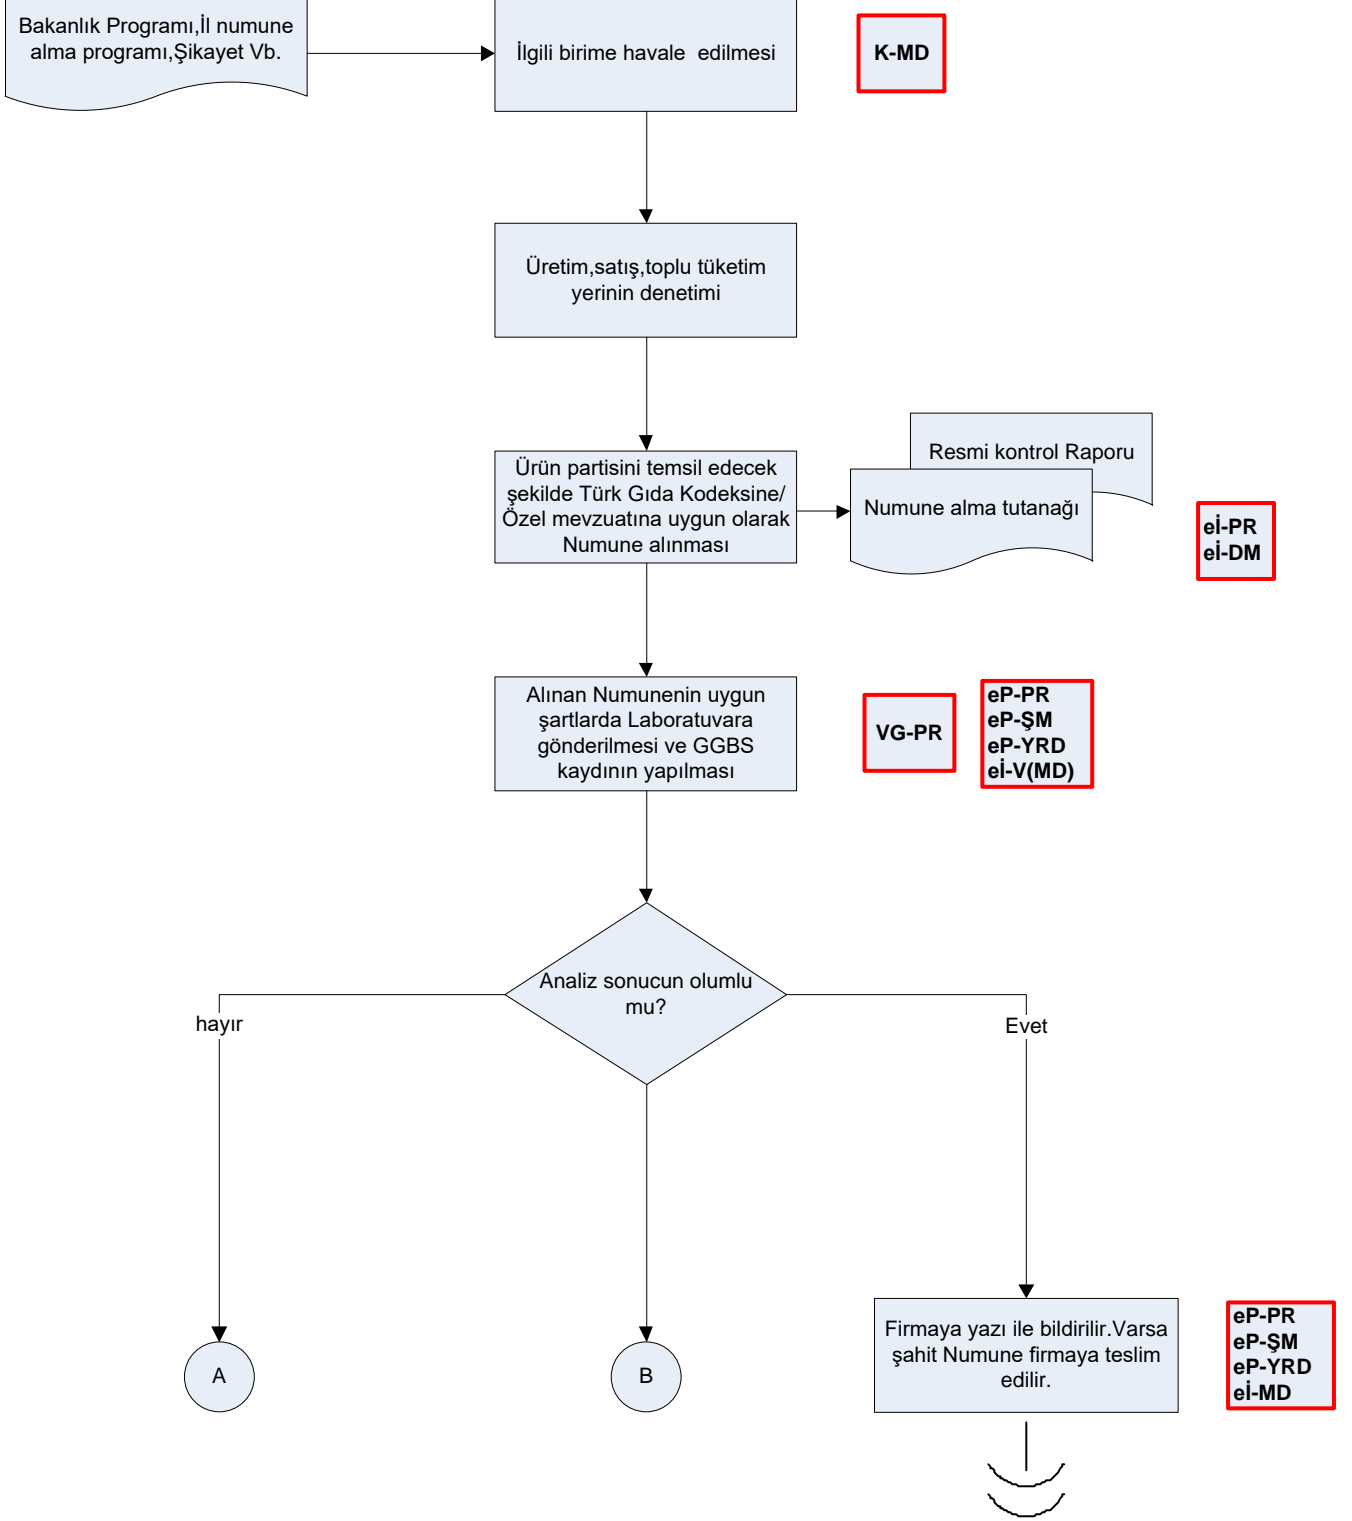 Bakanlık Programı,İl numune
alma programı,Şikayet Vb.
İlgili birime havale edilmesi
K-MD
Üretim,satış,toplu tüketim
yerinin denetimi
Ürün partisini temsil edecek
şekilde Türk Gıda Kodeksine/
Özel mevzuatına uygun olarak
Numune alınması
Resmi kontrol Raporu
Numune alma tutanağı
eİ-PR
eİ-DM
Alınan Numunenin uygun
şartlarda Laboratuvara
gönderilmesi ve GGBS
kaydının yapılması
VG-PR
eP-PR
eP-ŞM
eP-YRD
eİ-V(MD)
Analiz sonucun olumlu
mu?
hayır
Evet
A
B
Firmaya yazı ile bildirilir.Varsa
şahit Numune firmaya teslim
edilir.
eP-PR
eP-ŞM
eP-YRD
eİ-MD